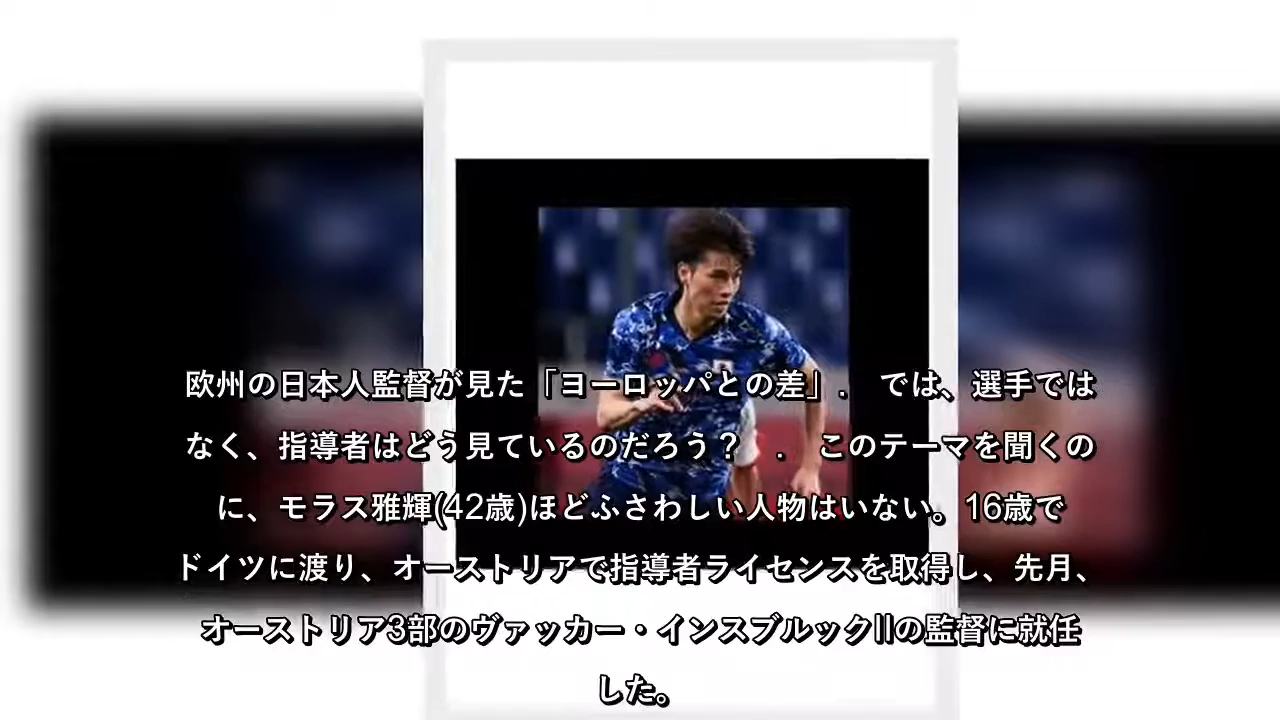 欧州の日本人監督が見た「ヨーロッパとの差」.　では、選手では
なく、指導者はどう見ているのだろう？　.　このテーマを聞くの
に、モラス雅輝(42歳)ほどふさわしい人物はいない。16歳で
ドイツに渡り、オーストリアで指導者ライセンスを取得し、先月、
オーストリア3部のヴァッカー・インスブルックIIの監督に就任
した。